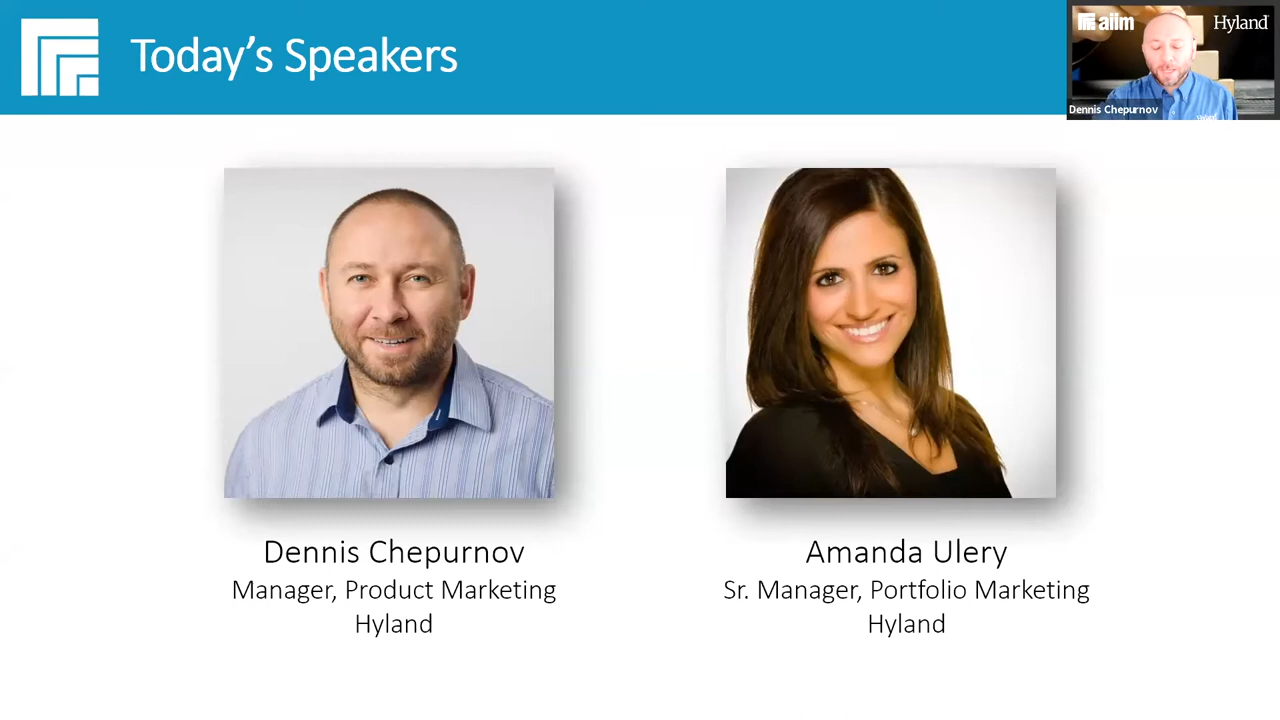 Today's Speakers
aiim
Hyland
Dennis Chepurnov
Dennis Chepurnov
Manager, Product Marketing
Hyland
Amanda Ulery
Sr. Manager, Portfolio Marketing
Hyland